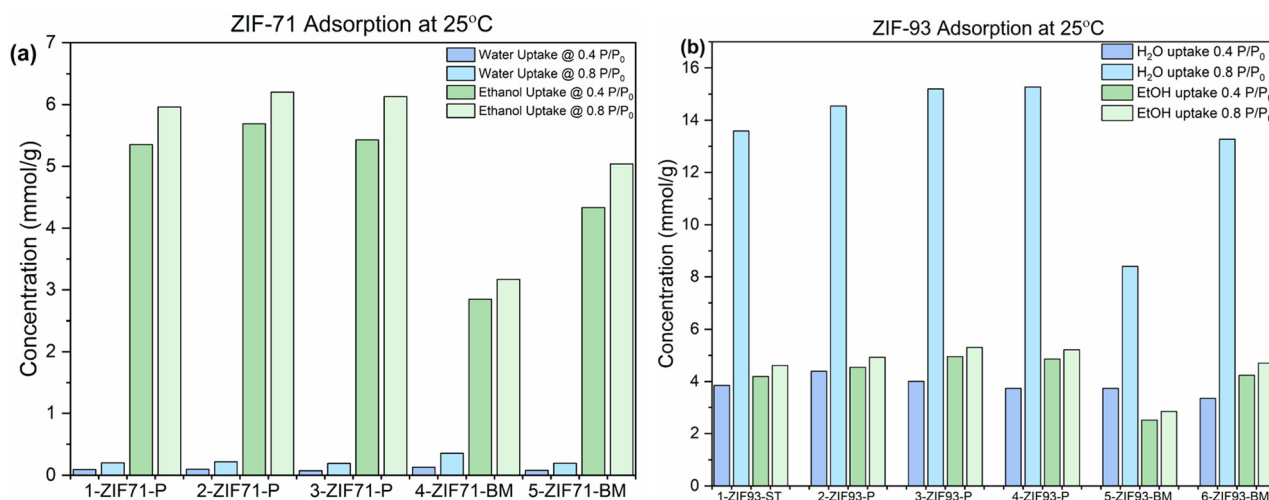 ZIF-71 Adsorption at 25°C
(a)
Water Uptake @ 0.4 P/P₀
Water Uptake @ 0.8 P/P₀
Ethanol Uptake @ 0.4 P/P₀
Ethanol Uptake @ 0.8 P/P₀
Concentration (mmol/g)
7
6
5
4
3
2
1
0
1-ZIF71-P 2-ZIF71-P 3-ZIF71-P 4-ZIF71-BM 5-ZIF71-BM
ZIF-93 Adsorption at 25°C
(b)
H₂O uptake 0.4 P/P₀
H₂O uptake 0.8 P/P₀
EtOH uptake 0.4 P/P₀
EtOH uptake 0.8 P/P₀
Concentration (mmol/g)
16
14
12
10
8
6
4
2
0
1-ZIF93-ST 2-ZIF93-P 3-ZIF93-P 4-ZIF93-P 5-ZIF93-BM 6-ZIF93-BM